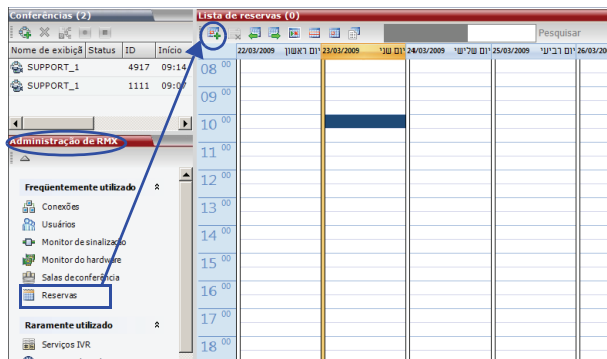 Conferências (2)
Nome de exibiçã Status ID Início
SUPPORT_1 4917 09:14
SUPPORT_1 1111 09:07
Administração de RMX
Freqüentemente utilizado
Conexões
Usuários
Monitor de sinalização
Monitor do hardware
Salas de conferência
Reservas
Raramente utilizado
Serviços IVR
Lista de reservas (0)
Pesquisar
22/03/2009 יום ראשון 23/03/2009 יום שני 24/03/2009 יום שלישי 25/03/2009 יום רביעי 26/03/20
08 00
09 00
10 00
11 00
12 00
13 00
14 00
15 00
16 00
17 00
18 00